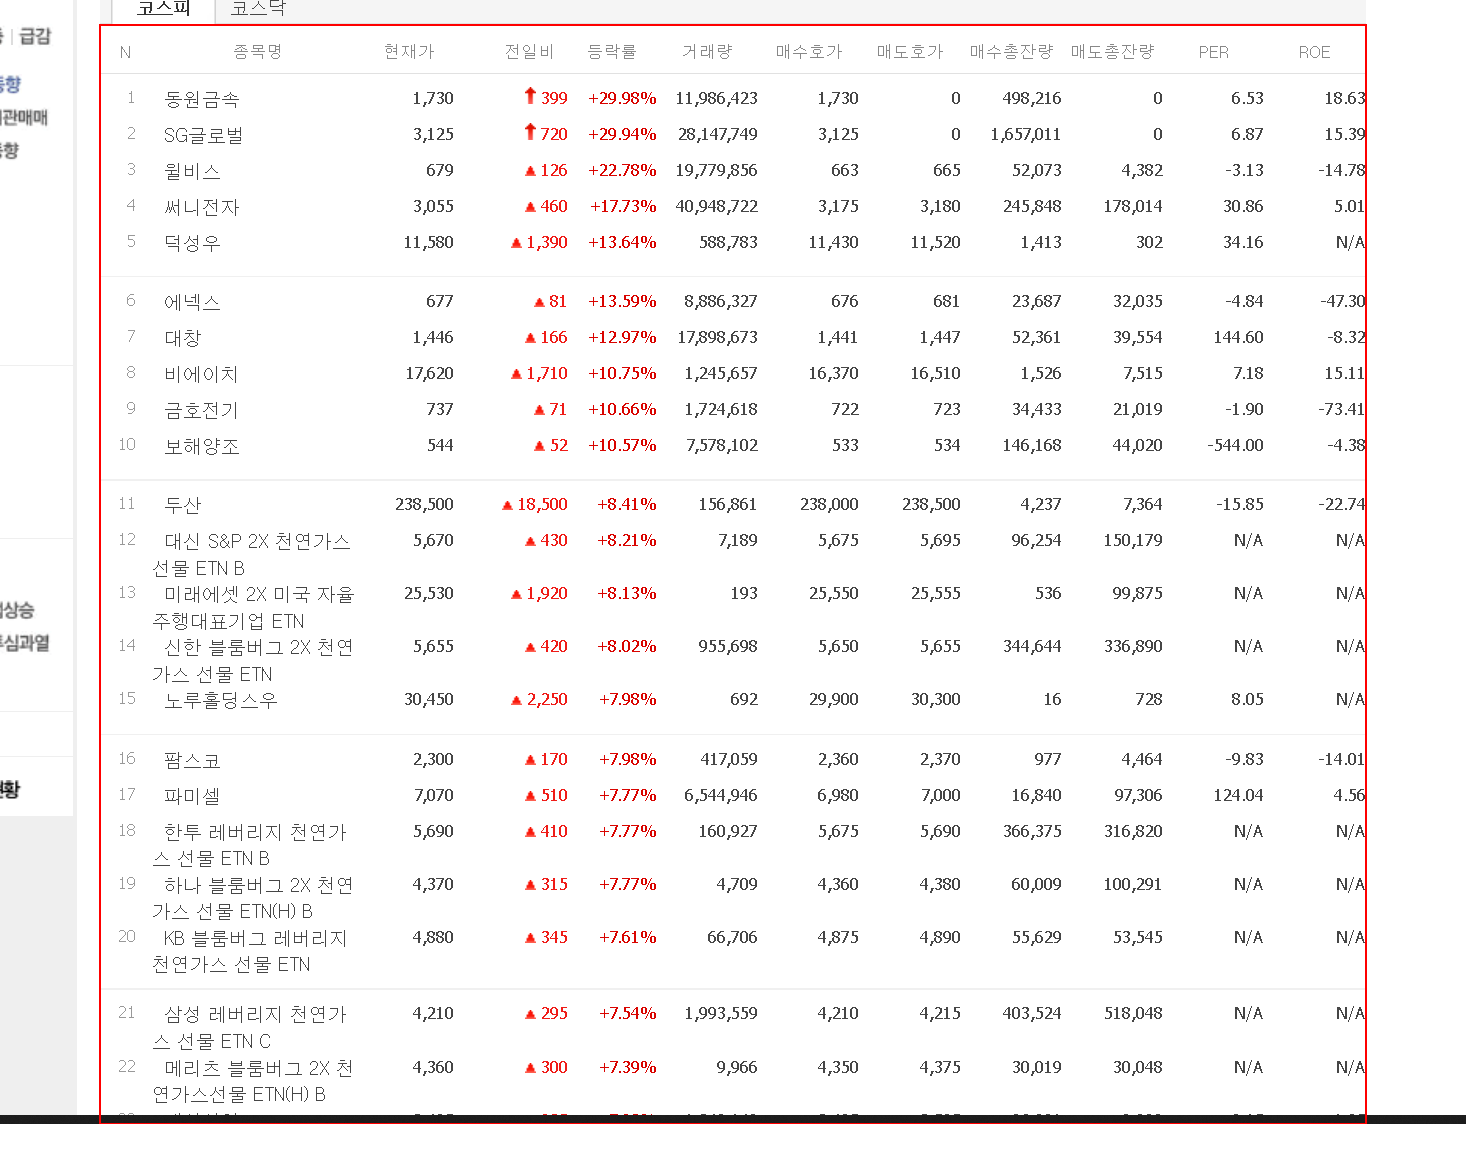 코스피 코스닥
급감
동향
관매매
N 종목명 현재가 전일비 등락률 거래량 매수호가 매도호가 매수총잔량 매도총잔량 PER ROE
1 동원금속 1,730 399 +29.98% 11,986,423 1,730 0 498,216 0 6.53 18.63
2 SG글로벌 3,125 720 +29.94% 28,147,749 3,125 0 1,657,011 0 6.87 15.39
3 윌비스 679 ▲ 126 +22.78% 19,779,856 663 665 52,073 4,382 -3.13 -14.78
4 써니전자 3,055 ▲ 460 +17.73% 40,948,722 3,175 3,180 245,848 178,014 30.86 5.01
5 덕성우 11,580 ▲ 1,390 +13.64% 588,783 11,430 11,520 1,413 302 34.16 N/A
6 에넥스 677 ▲ 81 +13.59% 8,886,327 676 681 23,687 32,035 -4.84 -47.30
7 대창 1,446 ▲ 166 +12.97% 17,898,673 1,441 1,447 52,361 39,554 144.60 -8.32
8 비에이치 17,620 ▲ 1,710 +10.75% 1,245,657 16,370 16,510 1,526 7,515 7.18 15.11
9 금호전기 737 ▲ 71 +10.66% 1,724,618 722 723 34,433 21,019 -1.90 -73.41
10 보해양조 544 ▲ 52 +10.57% 7,578,102 533 534 146,168 44,020 -544.00 -4.38
11 두산 238,500 ▲ 18,500 +8.41% 156,861 238,000 238,500 4,237 7,364 -15.85 -22.74
12 대신 S&P 2X 천연가스 5,670 ▲ 430 +8.21% 7,189 5,675 5,695 96,254 150,179 N/A N/A
선물 ETN B
13 미래에셋 2X 미국 자율 25,530 ▲ 1,920 +8.13% 193 25,550 25,555 536 99,875 N/A N/A
주행대표기업 ETN
14 신한 블룸버그 2X 천연 5,655 ▲ 420 +8.02% 955,698 5,650 5,655 344,644 336,890 N/A N/A
가스 선물 ETN
15 노루홀딩스우 30,450 ▲ 2,250 +7.98% 692 29,900 30,300 16 728 8.05 N/A
상승
심과열
16 팜스코 2,300 ▲ 170 +7.98% 417,059 2,360 2,370 977 4,464 -9.83 -14.01
17 파미셀 7,070 ▲ 510 +7.77% 6,544,946 6,980 7,000 16,840 97,306 124.04 4.56
18 한투 레버리지 천연가 5,690 ▲ 410 +7.77% 160,927 5,675 5,690 366,375 316,820 N/A N/A
스 선물 ETN B
19 하나 블룸버그 2X 천연 4,370 ▲ 315 +7.77% 4,709 4,360 4,380 60,009 100,291 N/A N/A
가스 선물 ETN(H) B
20 KB 블룸버그 레버리지 4,880 ▲ 345 +7.61% 66,706 4,875 4,890 55,629 53,545 N/A N/A
천연가스 선물 ETN
21 삼성 레버리지 천연가 4,210 ▲ 295 +7.54% 1,993,559 4,210 4,215 403,524 518,048 N/A N/A
스 선물 ETN C
22 메리츠 블룸버그 2X 천 4,360 ▲ 300 +7.39% 9,966 4,350 4,375 30,019 30,048 N/A N/A
연가스선물 ETN(H) B